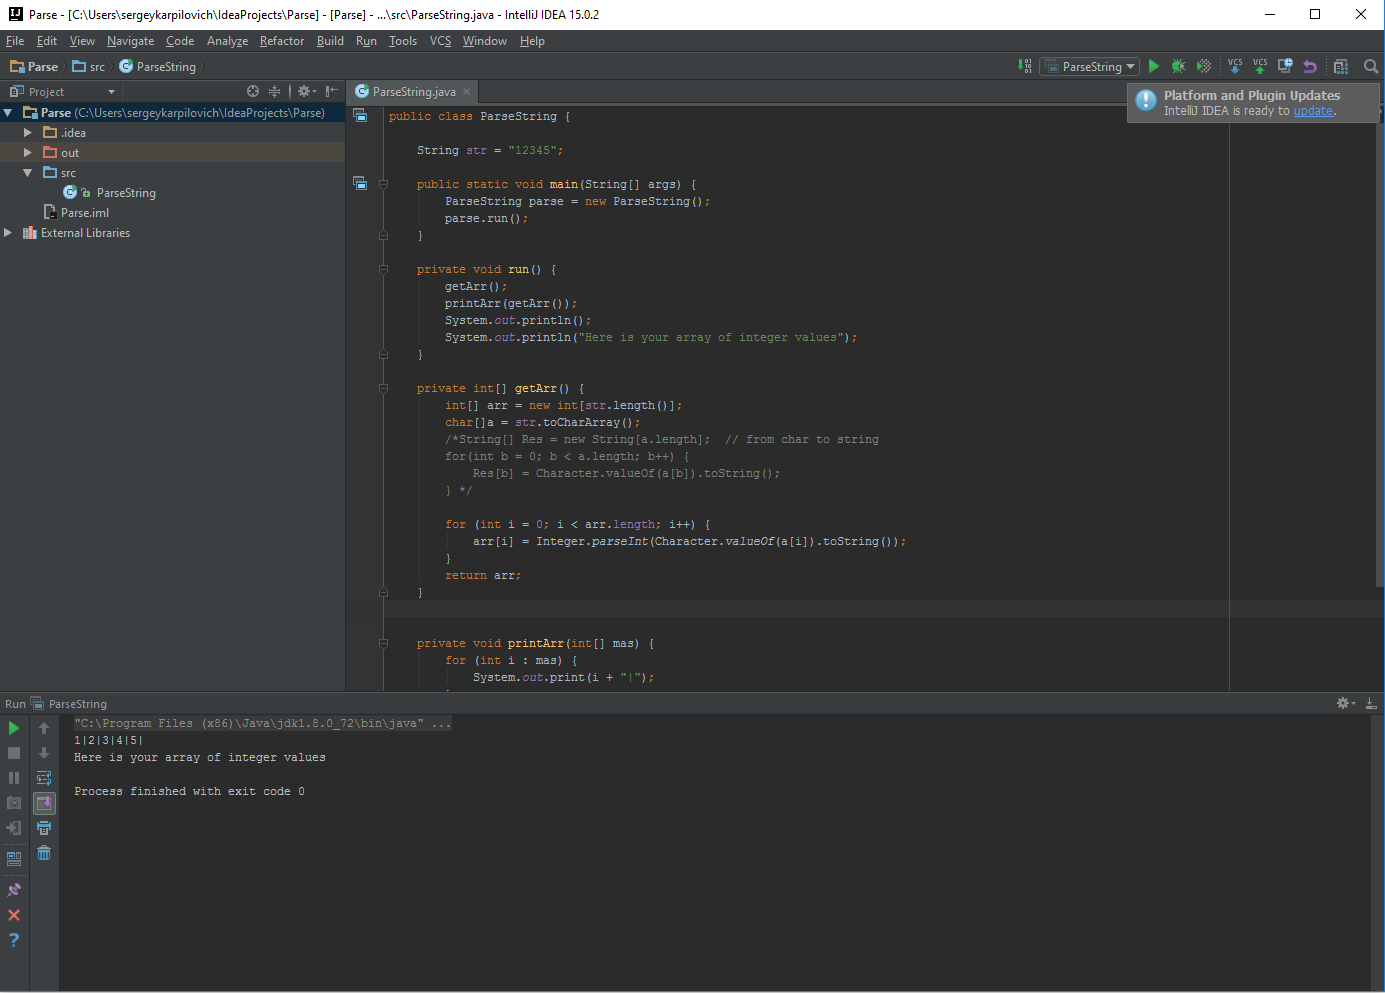 Parse - [C:\Users\sergeykarpilovich\IdeaProjects\Parse] - [Parse] - ...\src\ParseString.java - IntelliJ IDEA 15.0.2
File Edit View Navigate Code Analyze Refactor Build Run Tools VCS Window Help
Parse src ParseString
ParseString VCS VCS
Project
ParseString.java
Platform and Plugin Updates
IntelliJ IDEA is ready to update.
Parse (C:\Users\sergeykarpilovich\IdeaProjects\Parse)
.idea
out
src
ParseString
Parse.iml
External Libraries
public class ParseString {
String str = "12345";
public static void main(String[] args) {
ParseString parse = new ParseString();
parse.run();
}
private void run() {
getArr();
printArr(getArr());
System.out.println();
System.out.println("Here is your array of integer values");
}
private int[] getArr() {
int[] arr = new int[str.length()];
char[]a = str.toCharArray();
/*String[] Res = new String[a.length];  // from char to string
for(int b = 0; b < a.length; b++) {
Res[b] = Character.valueOf(a[b]).toString();
} */
for (int i = 0; i < arr.length; i++) {
arr[i] = Integer.parseInt(Character.valueOf(a[i]).toString());
}
return arr;
}
private void printArr(int[] mas) {
for (int i : mas) {
System.out.print(i + "|");
Run ParseString
"C:\Program Files (x86)\Java\jdk1.8.0_72\bin\java" ...
1|2|3|4|5|
Here is your array of integer values
Process finished with exit code 0